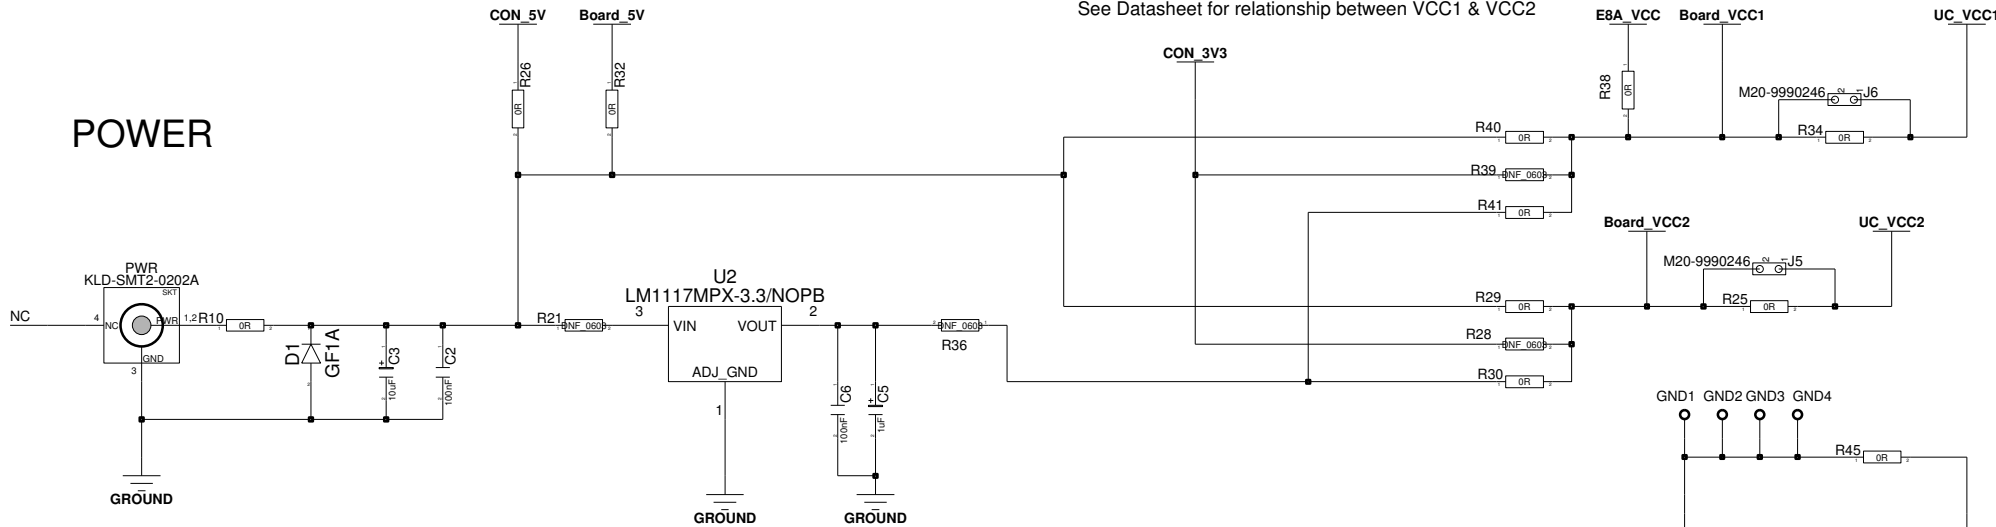 See Datasheet for relationship between VCC1 & VCC2
CON_5V
Board_5V
E8A_VCC
Board_VCC1
UC_VCC1
CON_3V3
R26
0R
R32
0R
R38
0R
M20-9990246
2
1
J6
POWER
R40
0R
R34
0R
R39
DNF_0603
R41
0R
Board_VCC2
UC_VCC2
M20-9990246
2
1
J5
PWR
KLD-SMT2-0202A
SKT
NC
4
NC
PWR
1,2
R10
0R
GND
3
D1
GF1A
C3
+
10uF
C2
100nF
R21
DNF_0603
U2
LM1117MPX-3.3/NOPB
3
2
VIN
VOUT
ADJ_GND
1
C6
100nF
C5
+
1uF
DNF_0603
R36
R29
0R
R25
0R
R28
DNF_0603
R30
0R
GND1
GND2
GND3
GND4
R45
0R
GROUND
GROUND
GROUND